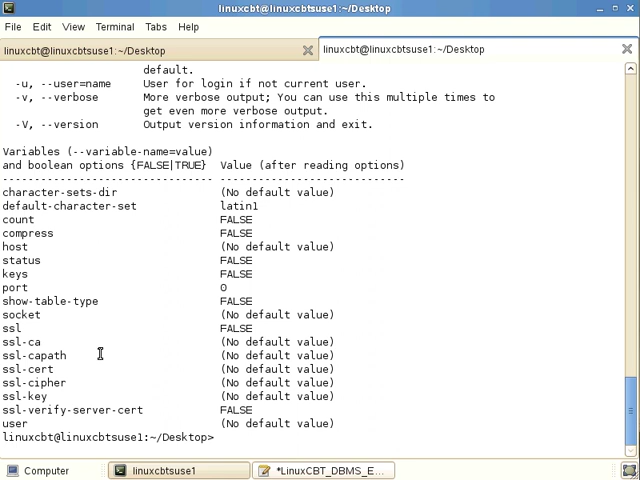 linuxcbt@linuxcbtsuse1:~/Desktop
File Edit View Terminal Tabs Help
linuxcbt@linuxcbtsuse1:~/Desktop
linuxcbt@linuxcbtsuse1:~/Desktop
default.
-u, --user=name User for login if not current user.
-v, --verbose More verbose output; You can use this multiple times to
get even more verbose output.
-V, --version Output version information and exit.
Variables (--variable-name=value)
and boolean options {FALSE|TRUE} Value (after reading options)
--------------------------------- -----------------------------
character-sets-dir (No default value)
default-character-set latin1
count FALSE
compress FALSE
host (No default value)
status FALSE
keys FALSE
port 0
show-table-type FALSE
socket (No default value)
ssl FALSE
ssl-ca (No default value)
ssl-capath (No default value)
ssl-cert (No default value)
ssl-cipher (No default value)
ssl-key (No default value)
ssl-verify-server-cert FALSE
user (No default value)
linuxcbt@linuxcbtsuse1:~/Desktop>
Computer
linuxcbtsuse1
*LinuxCBT_DBMS_E...